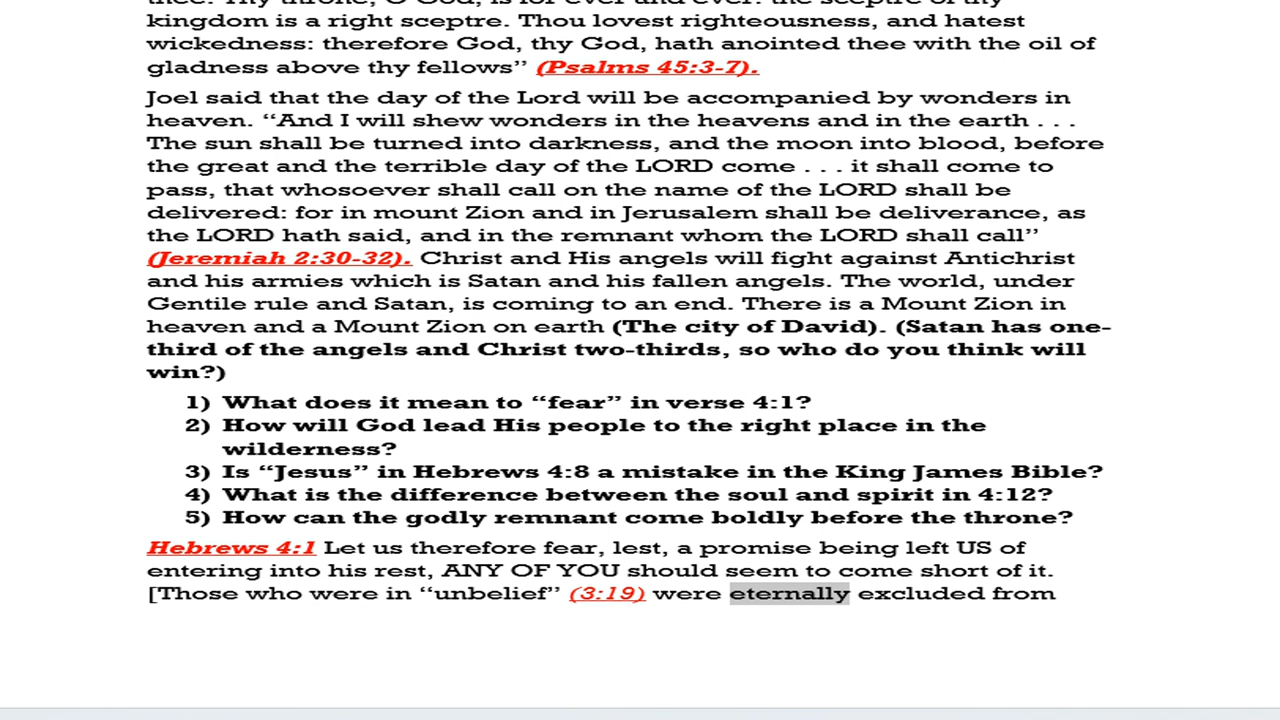 thee. Thy throne, O God, is for ever and ever: the sceptre of thy
kingdom is a right sceptre. Thou lovest righteousness, and hatest
wickedness: therefore God, thy God, hath anointed thee with the oil of
gladness above thy fellows” (Psalms 45:3-7).
Joel said that the day of the Lord will be accompanied by wonders in
heaven. “And I will shew wonders in the heavens and in the earth . . .
The sun shall be turned into darkness, and the moon into blood, before
the great and the terrible day of the LORD come . . . it shall come to
pass, that whosoever shall call on the name of the LORD shall be
delivered: for in mount Zion and in Jerusalem shall be deliverance, as
the LORD hath said, and in the remnant whom the LORD shall call”
(Jeremiah 2:30-32). Christ and His angels will fight against Antichrist
and his armies which is Satan and his fallen angels. The world, under
Gentile rule and Satan, is coming to an end. There is a Mount Zion in
heaven and a Mount Zion on earth (The city of David). (Satan has one-
third of the angels and Christ two-thirds, so who do you think will
win?)
1) What does it mean to “fear” in verse 4:1?
2) How will God lead His people to the right place in the
wilderness?
3) Is “Jesus” in Hebrews 4:8 a mistake in the King James Bible?
4) What is the difference between the soul and spirit in 4:12?
5) How can the godly remnant come boldly before the throne?
Hebrews 4:1 Let us therefore fear, lest, a promise being left US of
entering into his rest, ANY OF YOU should seem to come short of it.
[Those who were in “unbelief” (3:19) were eternally excluded from